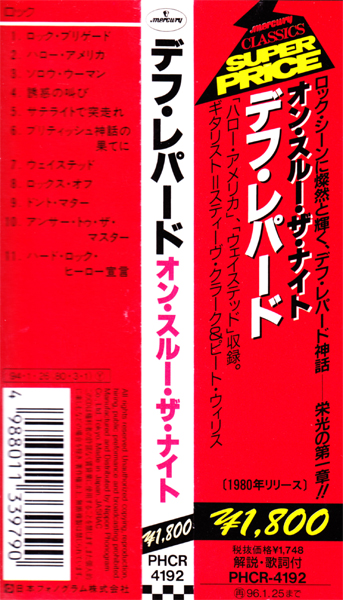 ロック
1 ロック・ブリゲード
2 ハロー・アメリカ
3 ソロウ・ウーマン
4 誘惑の叫び
5 サテライトで突走れ
6 ブリティッシュ神話の
果てに
7 ウェイステッド
8 ロックス・オフ
9 イット・ドント・マター
10 アンサー・トゥ・ザ・
マスター
11 ハード・ロック・
ヒーロー宣言
4 988011 339790
日本フォノグラム株式会社
mercury
デフ・レパード
オン・スルー・ザ・ナイト
¥1,800
PHCR
4192
mercury
CLASSICS
SUPER
PRICE
ロック・シーンに燦然と輝く、デフ・レパード神話——栄光の第一章!!
オン・スルー・ザ・ナイト
デフ・レパード
「ハロー・アメリカ」、「ウェイステッド」収録。
ギタリスト=スティーヴ・クラーク&ピート・ウィリス
〔1980年リリース〕
¥1,800
税抜価格¥1,748
解説・歌詞付
PHCR-4192
再96.1.25まで